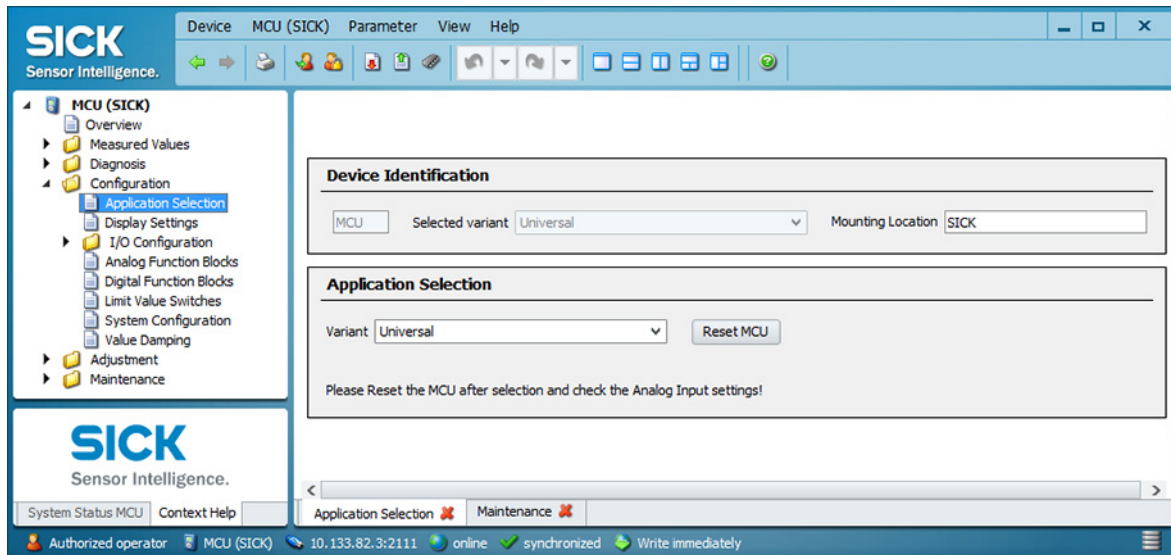 SICK
Sensor Intelligence.
Device MCU (SICK) Parameter View Help
MCU (SICK)
Overview
Measured Values
Diagnosis
Configuration
Application Selection
Display Settings
I/O Configuration
Analog Function Blocks
Digital Function Blocks
Limit Value Switches
System Configuration
Value Damping
Adjustment
Maintenance
SICK
Sensor Intelligence.
System Status MCU Context Help
Device Identification
MCU Selected variant Universal Mounting Location SICK
Application Selection
Variant Universal Reset MCU
Please Reset the MCU after selection and check the Analog Input settings!
Application Selection Maintenance
Authorized operator MCU (SICK) 10.133.82.3:2111 online synchronized Write immediately